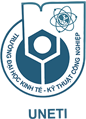 TRƯỜNG ĐẠI HỌC KINH TẾ - KỸ THUẬT CÔNG NGHIỆP
UNETI